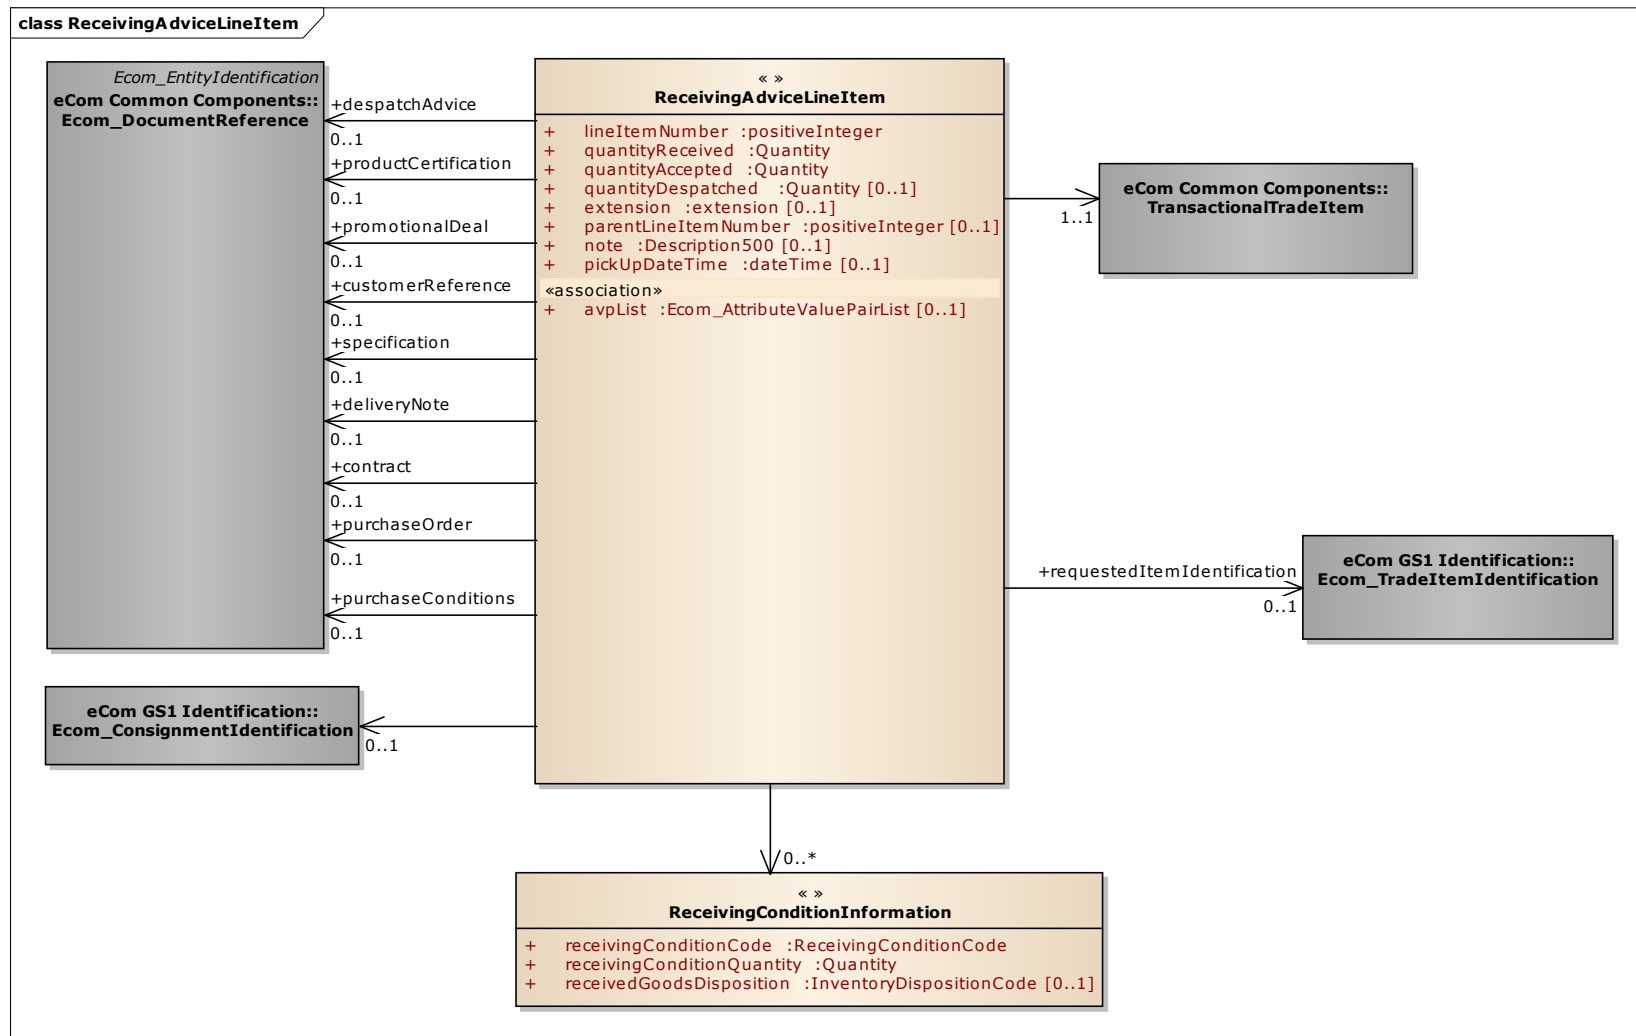 class ReceivingAdviceLineItem
Ecom_EntityIdentification
eCom Common Components::
Ecom_DocumentReference
+despatchAdvice
0..1
+productCertification
0..1
+promotionalDeal
0..1
+customerReference
0..1
+specification
0..1
+deliveryNote
0..1
+contract
0..1
+purchaseOrder
0..1
+purchaseConditions
0..1
eCom GS1 Identification::
Ecom_ConsignmentIdentification
0..1
« »
ReceivingAdviceLineItem
+ lineItemNumber :positiveInteger
+ quantityReceived :Quantity
+ quantityAccepted :Quantity
+ quantityDespatched :Quantity [0..1]
+ extension :extension [0..1]
+ parentLineItemNumber :positiveInteger [0..1]
+ note :Description500 [0..1]
+ pickUpDateTime :dateTime [0..1]
«association»
+ avpList :Ecom_AttributeValuePairList [0..1]
eCom Common Components::
TransactionalTradeItem
1..1
+requestedItemIdentification
0..1
eCom GS1 Identification::
Ecom_TradeItemIdentification
0..*
« »
ReceivingConditionInformation
+ receivingConditionCode :ReceivingConditionCode
+ receivingConditionQuantity :Quantity
+ receivedGoodsDisposition :InventoryDispositionCode [0..1]